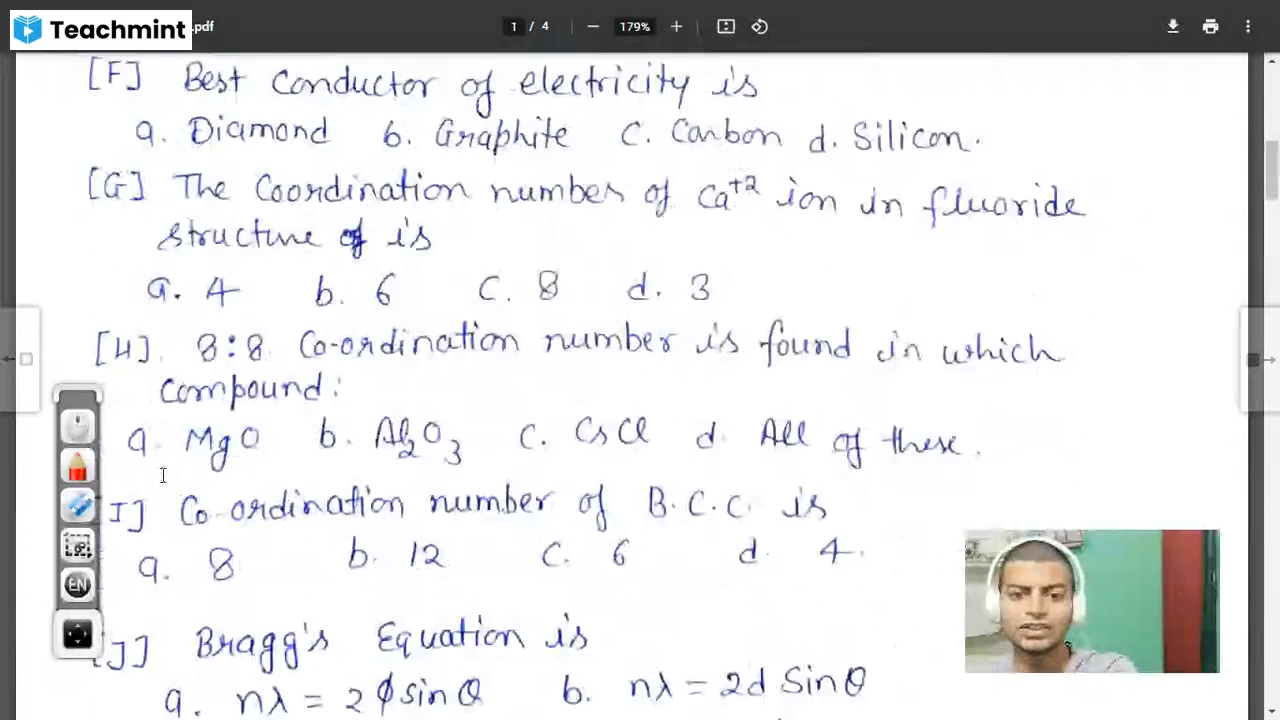 Teachmint
.pdf
1 / 4
179%
[F] Best Conductor of electricity is
a. Diamond b. Graphite c. Carbon d. Silicon.
[G] The Coordination number of Ca+2 ion in fluoride
structure of is
a. 4 b. 6 c. 8 d. 3
[H]. 8:8 Co-ordination number is found in which
Compound:
a. MgO b. Al2O3 c. CsCl d. All of these.
I] Co-ordination number of B.C.C. is
a. 8 b. 12 c. 6 d. 4.
EN
[J] Bragg's Equation is
a. nλ = 2 ϕ sin θ b. nλ = 2d Sin θ